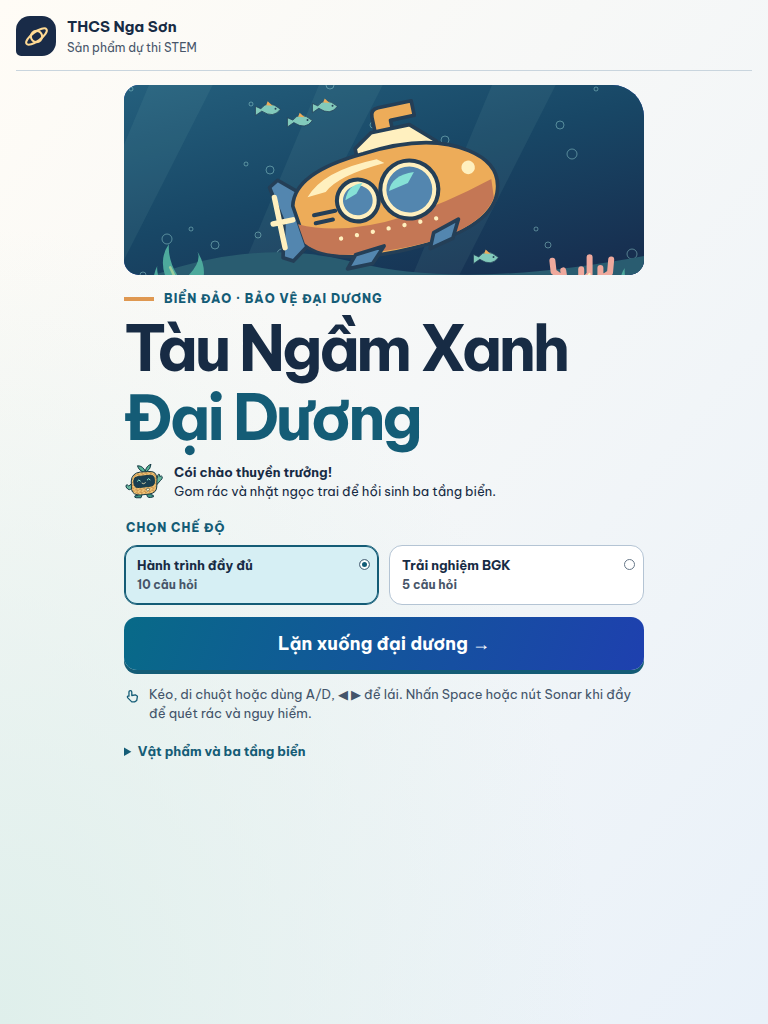 THCS Nga Sơn
Sản phẩm dự thi STEM
BIỂN ĐẢO · BẢO VỆ ĐẠI DƯƠNG
Tàu Ngầm Xanh
Đại Dương
Cói chào thuyền trưởng!
Gom rác và nhặt ngọc trai để hồi sinh ba tầng biển.
CHỌN CHẾ ĐỘ
Hành trình đầy đủ
10 câu hỏi
Trải nghiệm BGK
5 câu hỏi
Lặn xuống đại dương →
Kéo, di chuột hoặc dùng A/D, ◀ ▶ để lái. Nhấn Space hoặc nút Sonar khi đầy
để quét rác và nguy hiểm.
▶ Vật phẩm và ba tầng biển